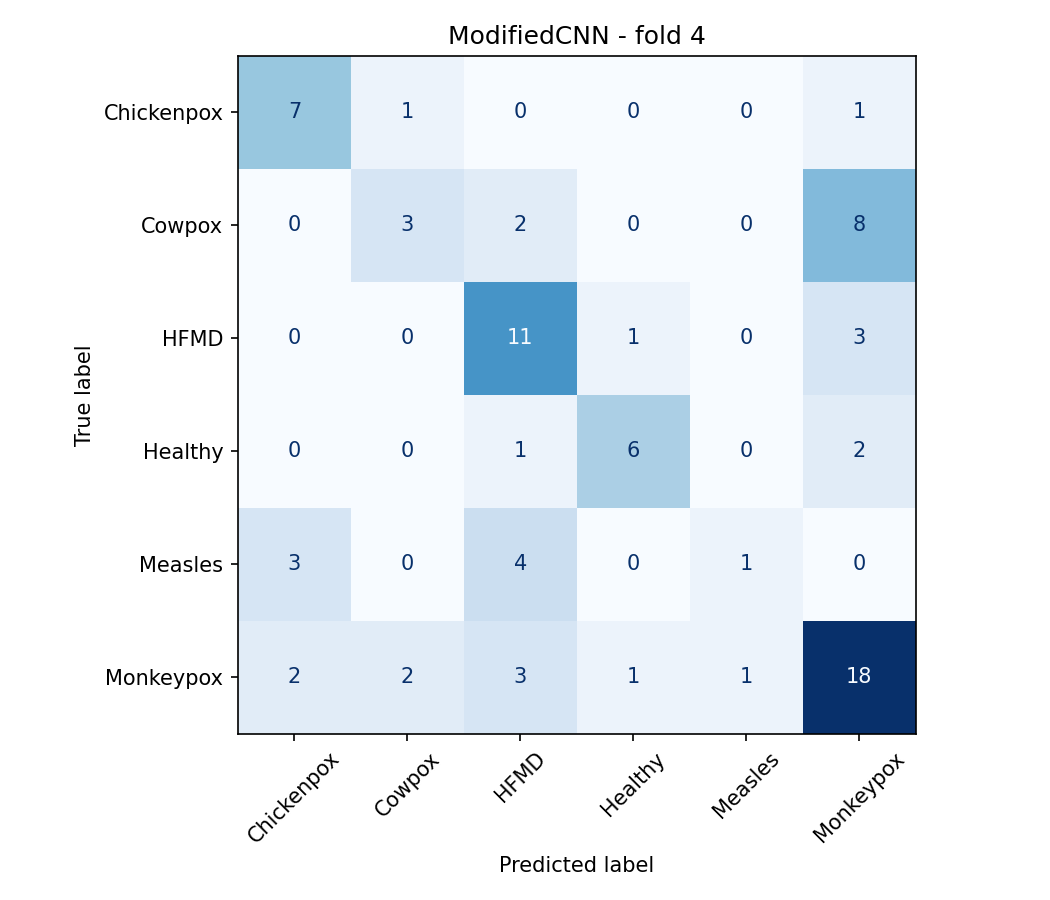 ModifiedCNN - fold 4
Chickenpox 7 1 0 0 0 1
Cowpox 0 3 2 0 0 8
HFMD 0 0 11 1 0 3
Healthy 0 0 1 6 0 2
Measles 3 0 4 0 1 0
Monkeypox 2 2 3 1 1 18
True label
Chickenpox Cowpox HFMD Healthy Measles Monkeypox
Predicted label